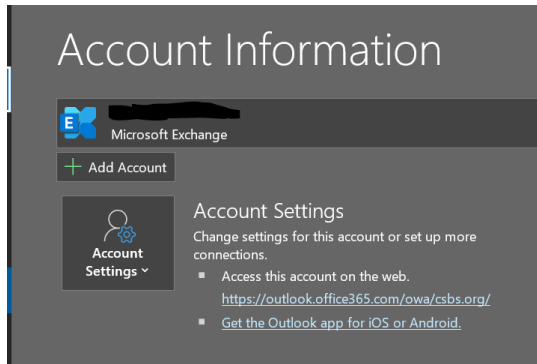 Account Information
E
Microsoft Exchange
Add Account
Account
Settings
Account Settings
Change settings for this account or set up more
connections.
Access this account on the web.
https://outlook.office365.com/owa/csbs.org/
Get the Outlook app for iOS or Android.